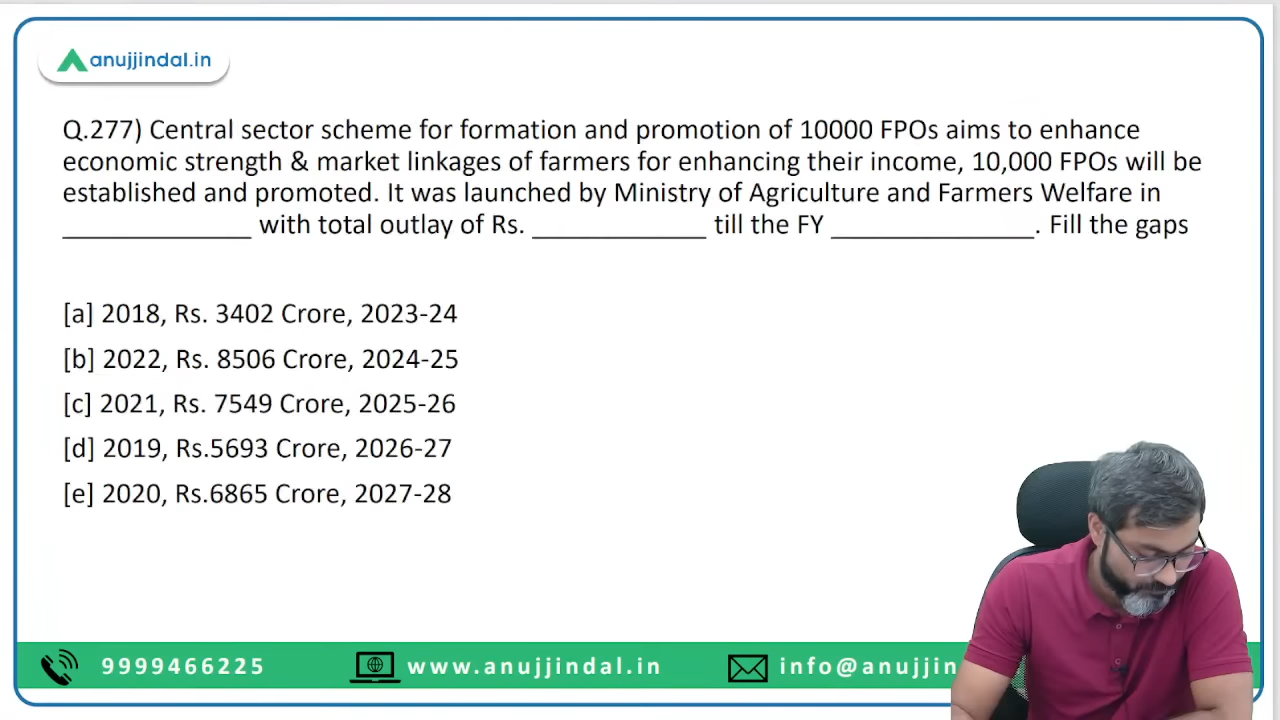 anujjindal.in
Q.277) Central sector scheme for formation and promotion of 10000 FPOs aims to enhance
economic strength & market linkages of farmers for enhancing their income, 10,000 FPOs will be
established and promoted. It was launched by Ministry of Agriculture and Farmers Welfare in
______________ with total outlay of Rs. _____________ till the FY _______________. Fill the gaps
[a] 2018, Rs. 3402 Crore, 2023-24
[b] 2022, Rs. 8506 Crore, 2024-25
[c] 2021, Rs. 7549 Crore, 2025-26
[d] 2019, Rs.5693 Crore, 2026-27
[e] 2020, Rs.6865 Crore, 2027-28
9999466225 www.anujjindal.in info@anujjin